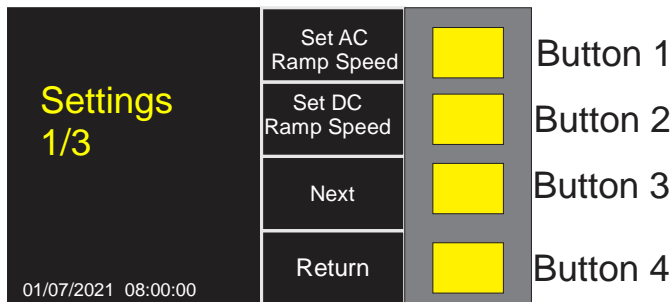 Settings
1/3
01/07/2021 08:00:00
Set AC
Ramp Speed
Set DC
Ramp Speed
Next
Return
Button 1
Button 2
Button 3
Button 4